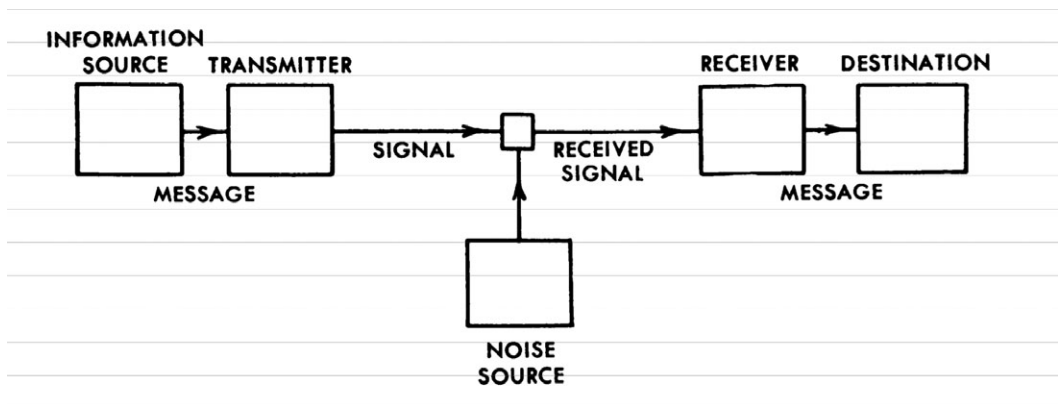 INFORMATION
SOURCE
TRANSMITTER
RECEIVER
DESTINATION
SIGNAL
RECEIVED
SIGNAL
MESSAGE
MESSAGE
NOISE
SOURCE